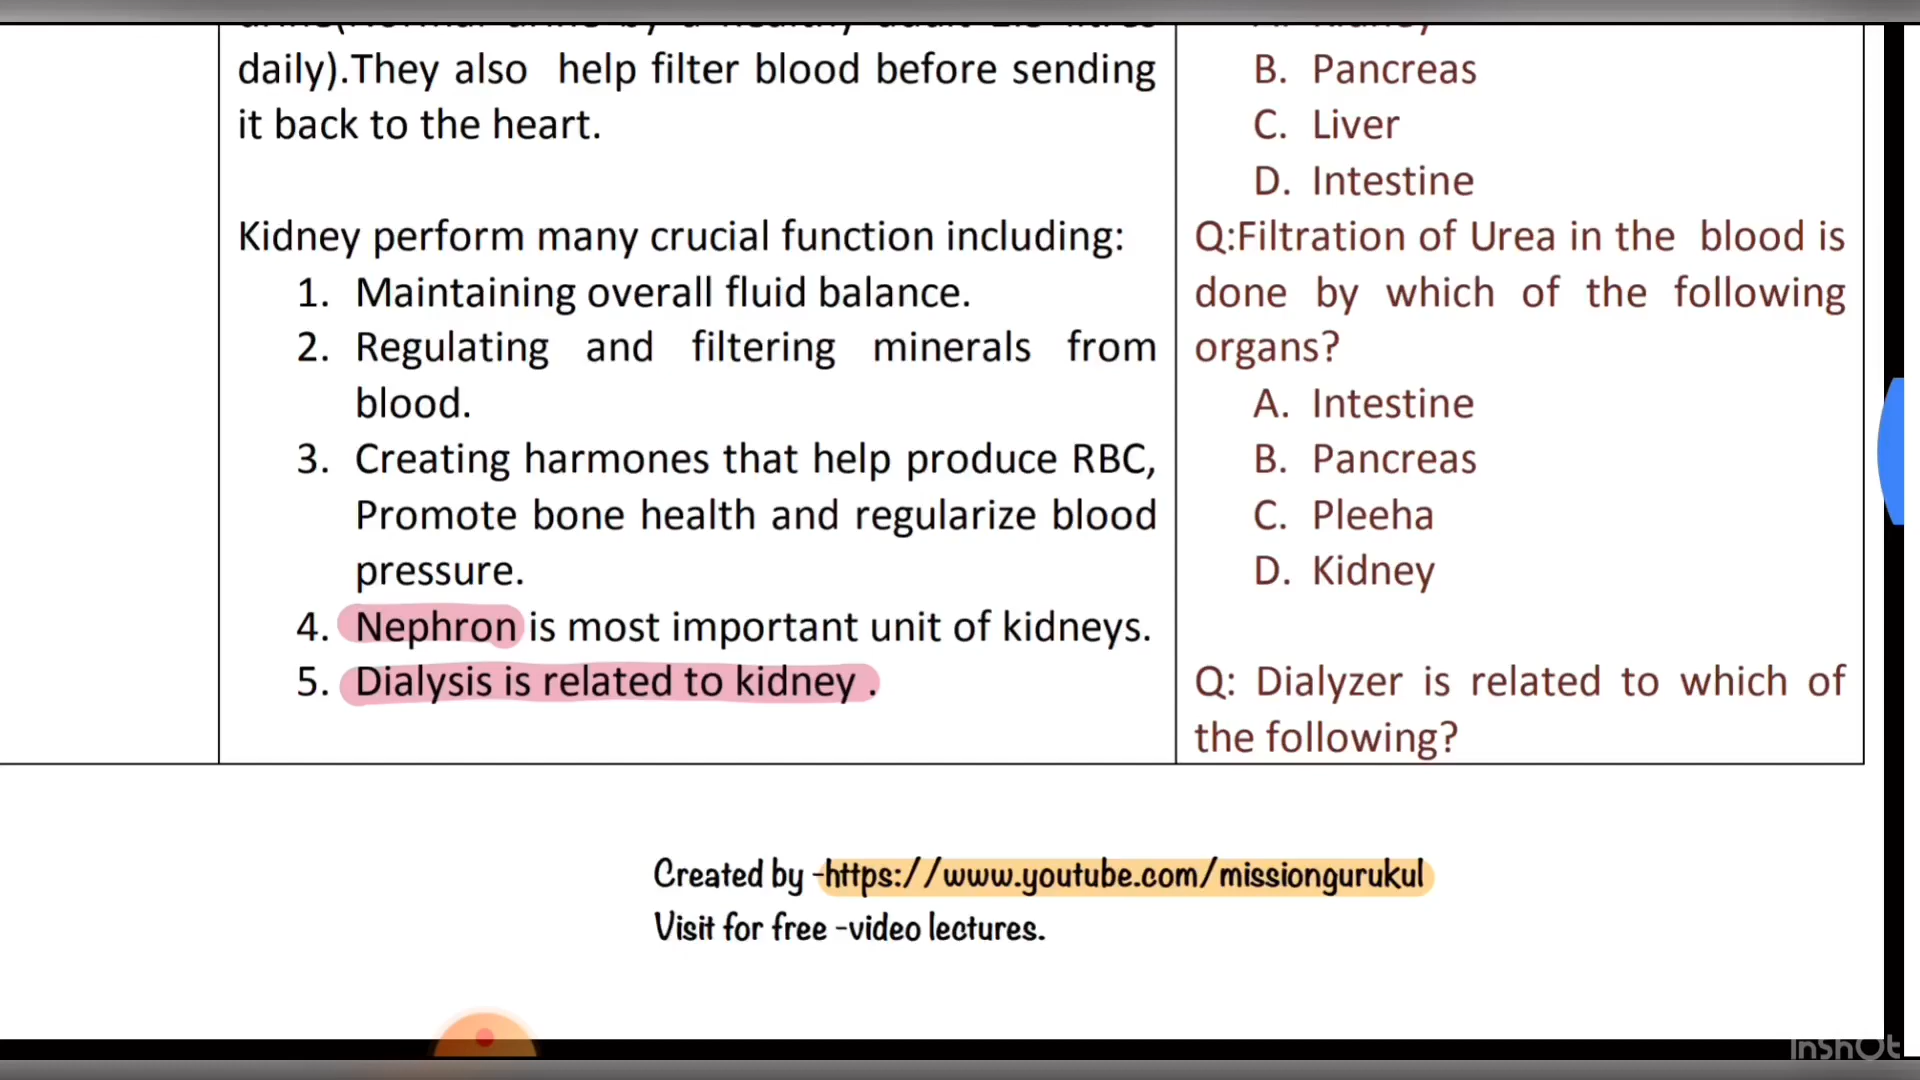 daily).They also help filter blood before sending
it back to the heart.
Kidney perform many crucial function including:
1. Maintaining overall fluid balance.
2. Regulating and filtering minerals from
blood.
3. Creating harmones that help produce RBC,
Promote bone health and regularize blood
pressure.
4. Nephron is most important unit of kidneys.
5. Dialysis is related to kidney .
B. Pancreas
C. Liver
D. Intestine
Q:Filtration of Urea in the blood is
done by which of the following
organs?
A. Intestine
B. Pancreas
C. Pleeha
D. Kidney
Q: Dialyzer is related to which of
the following?
Created by -https://www.youtube.com/missiongurukul
Visit for free -video lectures.
InShOt